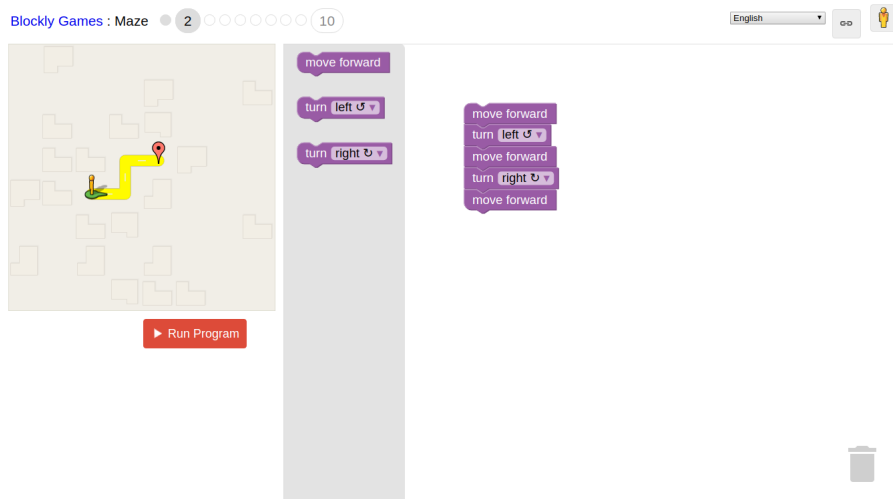 Blockly Games : Maze 2 10
English
move forward
turn left ↺ ▾
turn right ↻ ▾
move forward
turn left ↺
move forward
turn right ↻ ▾
move forward
Run Program